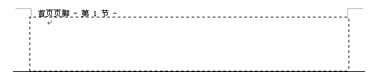 首页页脚 - 第 1 节 -